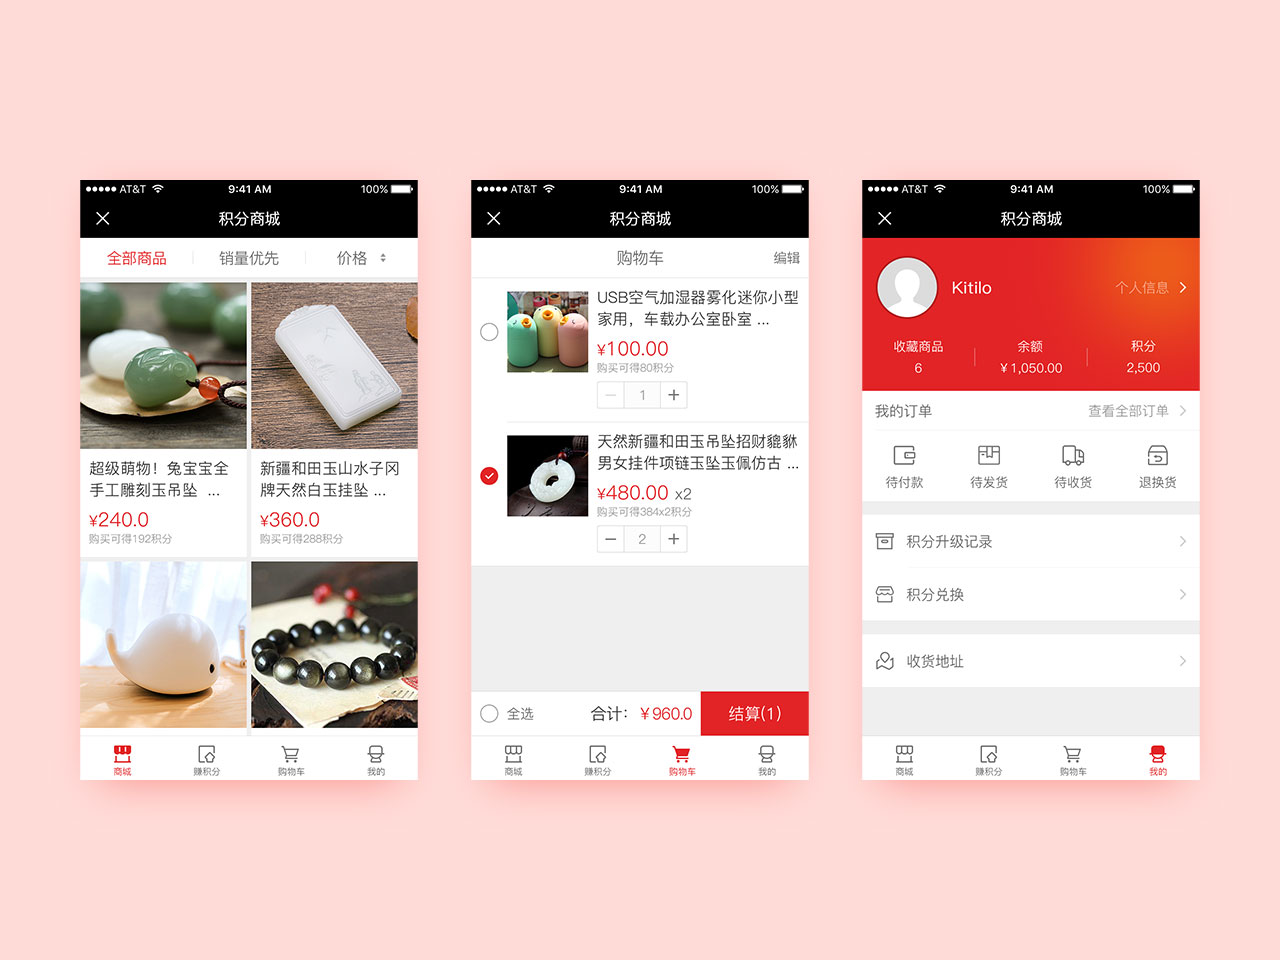 AT&T 9:41 AM 100%
积分商城
全部商品 销量优先 价格
超级萌物！兔宝宝全
手工雕刻玉吊坠 ...
¥240.0
购买可得192积分
新疆和田玉山水子冈
牌天然白玉挂坠 ...
¥360.0
购买可得288积分
商城 赚积分 购物车 我的
AT&T 9:41 AM 100%
积分商城
购物车 编辑
USB空气加湿器雾化迷你小型
家用，车载办公室卧室 ...
¥100.00
购买可得80积分
1
天然新疆和田玉吊坠招财貔貅
男女挂件项链玉坠玉佩仿古 ...
¥480.00 x2
购买可得384x2积分
2
全选 合计：￥960.0 结算(1)
商城 赚积分 购物车 我的
AT&T 9:41 AM 100%
积分商城
Kitilo 个人信息
收藏商品 余额 积分
6 ￥1,050.00 2,500
我的订单 查看全部订单
待付款 待发货 待收货 退换货
积分升级记录
积分兑换
收货地址
商城 赚积分 购物车 我的